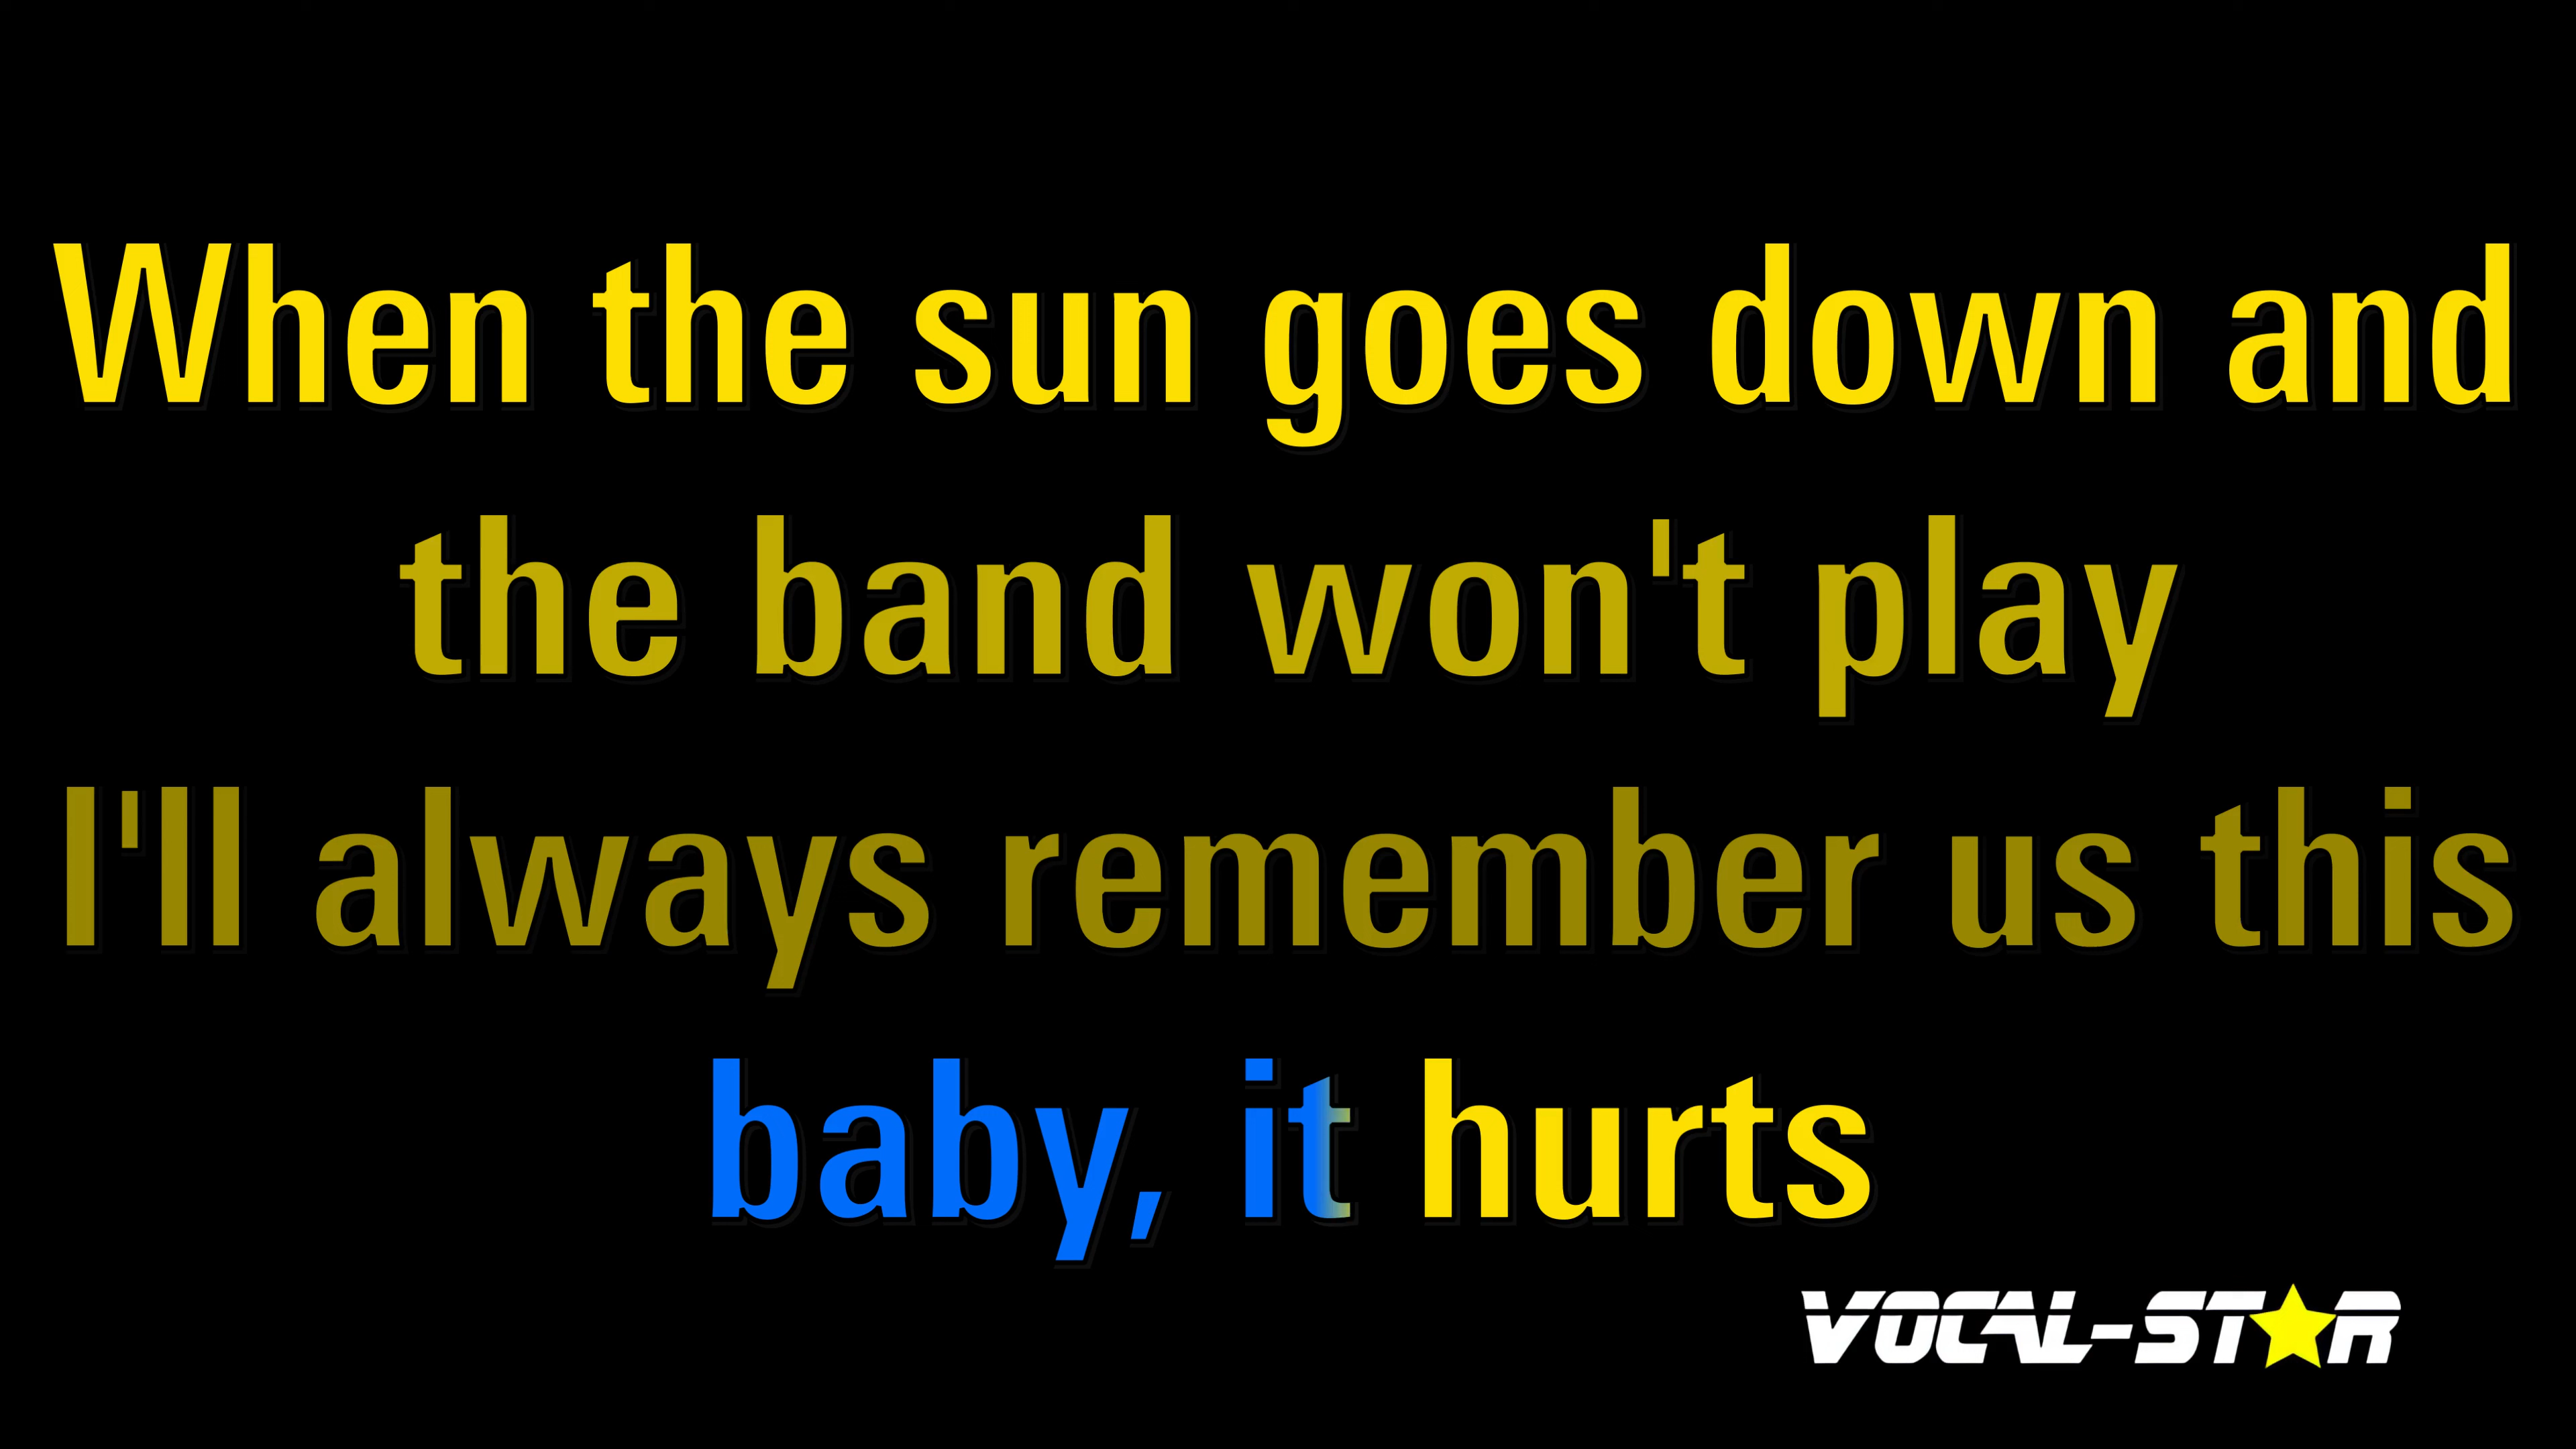 When the sun goes down and
the band won't play
I'll always remember us this
baby, it hurts
VOCAL-STAR